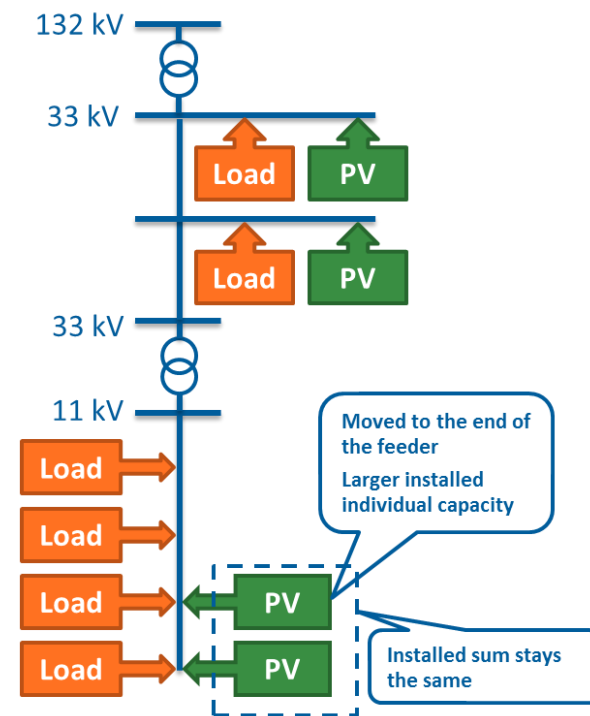 132 kV
33 kV
Load
PV
Load
PV
33 kV
11 kV
Moved to the end of
the feeder
Larger installed
individual capacity
Load
Load
Load
PV
Load
PV
Installed sum stays
the same